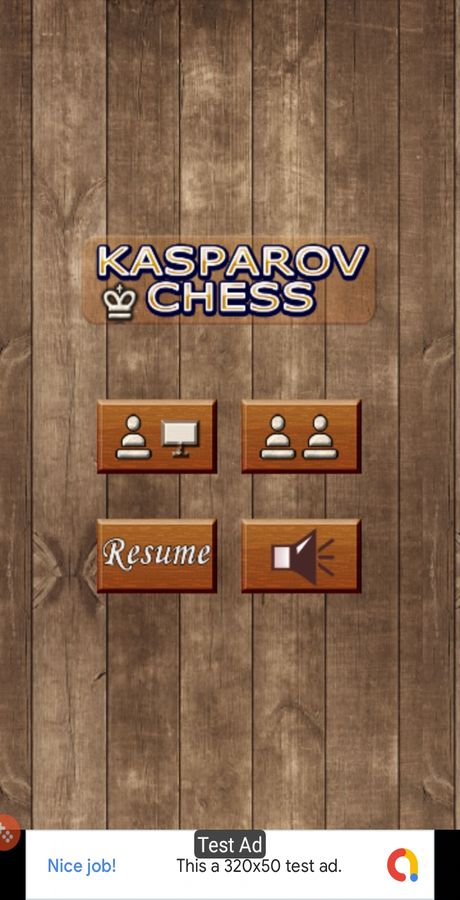 KASPAROV
CHESS
Resume
Test Ad
Nice job!
This a 320x50 test ad.